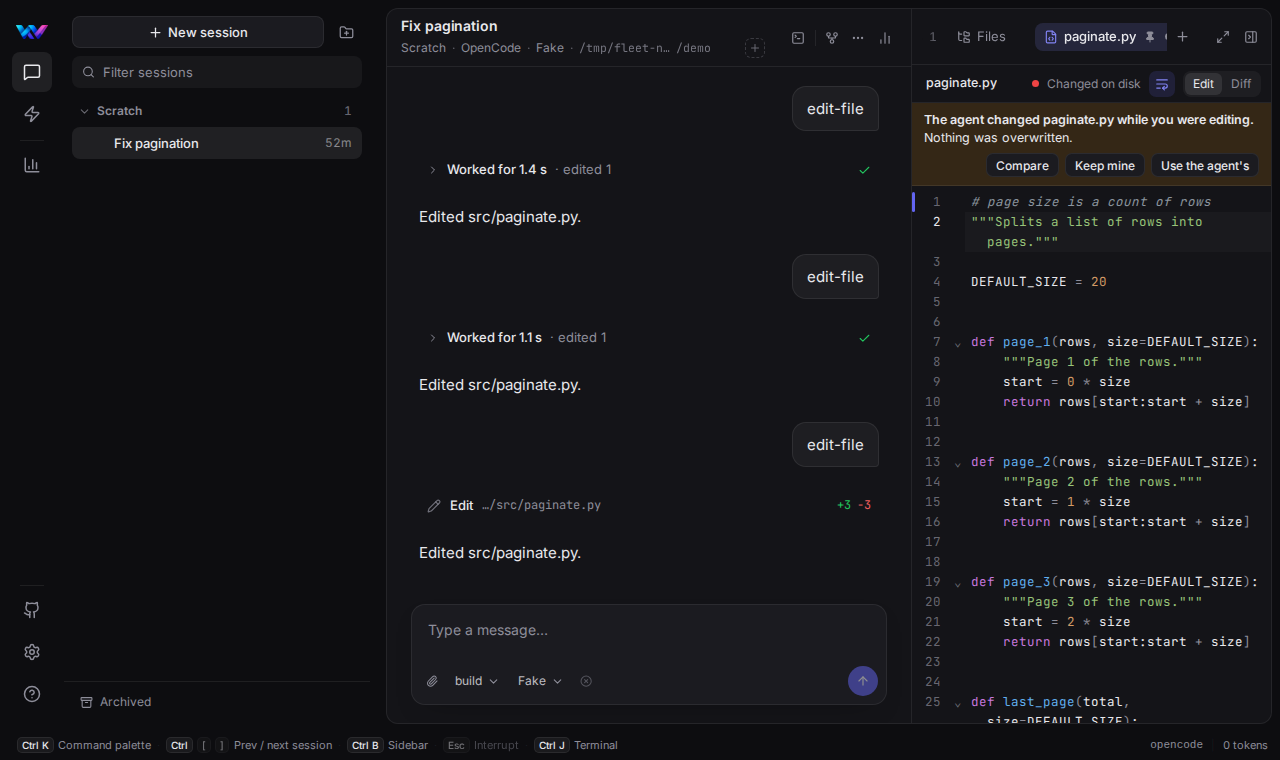 New session
Filter sessions
Scratch 1
Fix pagination 52m
Archived
Fix pagination
Scratch · OpenCode · Fake · /tmp/fleet-n… /demo
edit-file
Worked for 1.4 s · edited 1
Edited src/paginate.py.
edit-file
Worked for 1.1 s · edited 1
Edited src/paginate.py.
edit-file
Edit …/src/paginate.py +3 -3
Edited src/paginate.py.
Type a message...
build Fake
1 Files paginate.py
paginate.py Changed on disk Edit Diff
The agent changed paginate.py while you were editing.
Nothing was overwritten.
Compare Keep mine Use the agent's
1 # page size is a count of rows
2 """Splits a list of rows into
pages."""
3
4 DEFAULT_SIZE = 20
5
6
7 def page_1(rows, size=DEFAULT_SIZE):
8 """Page 1 of the rows."""
9 start = 0 * size
10 return rows[start:start + size]
11
12
13 def page_2(rows, size=DEFAULT_SIZE):
14 """Page 2 of the rows."""
15 start = 1 * size
16 return rows[start:start + size]
17
18
19 def page_3(rows, size=DEFAULT_SIZE):
20 """Page 3 of the rows."""
21 start = 2 * size
22 return rows[start:start + size]
23
24
25 def last_page(total,
size=DEFAULT_SIZE):
Ctrl K Command palette Ctrl [ ] Prev / next session Ctrl B Sidebar Esc Interrupt Ctrl J Terminal opencode 0 tokens